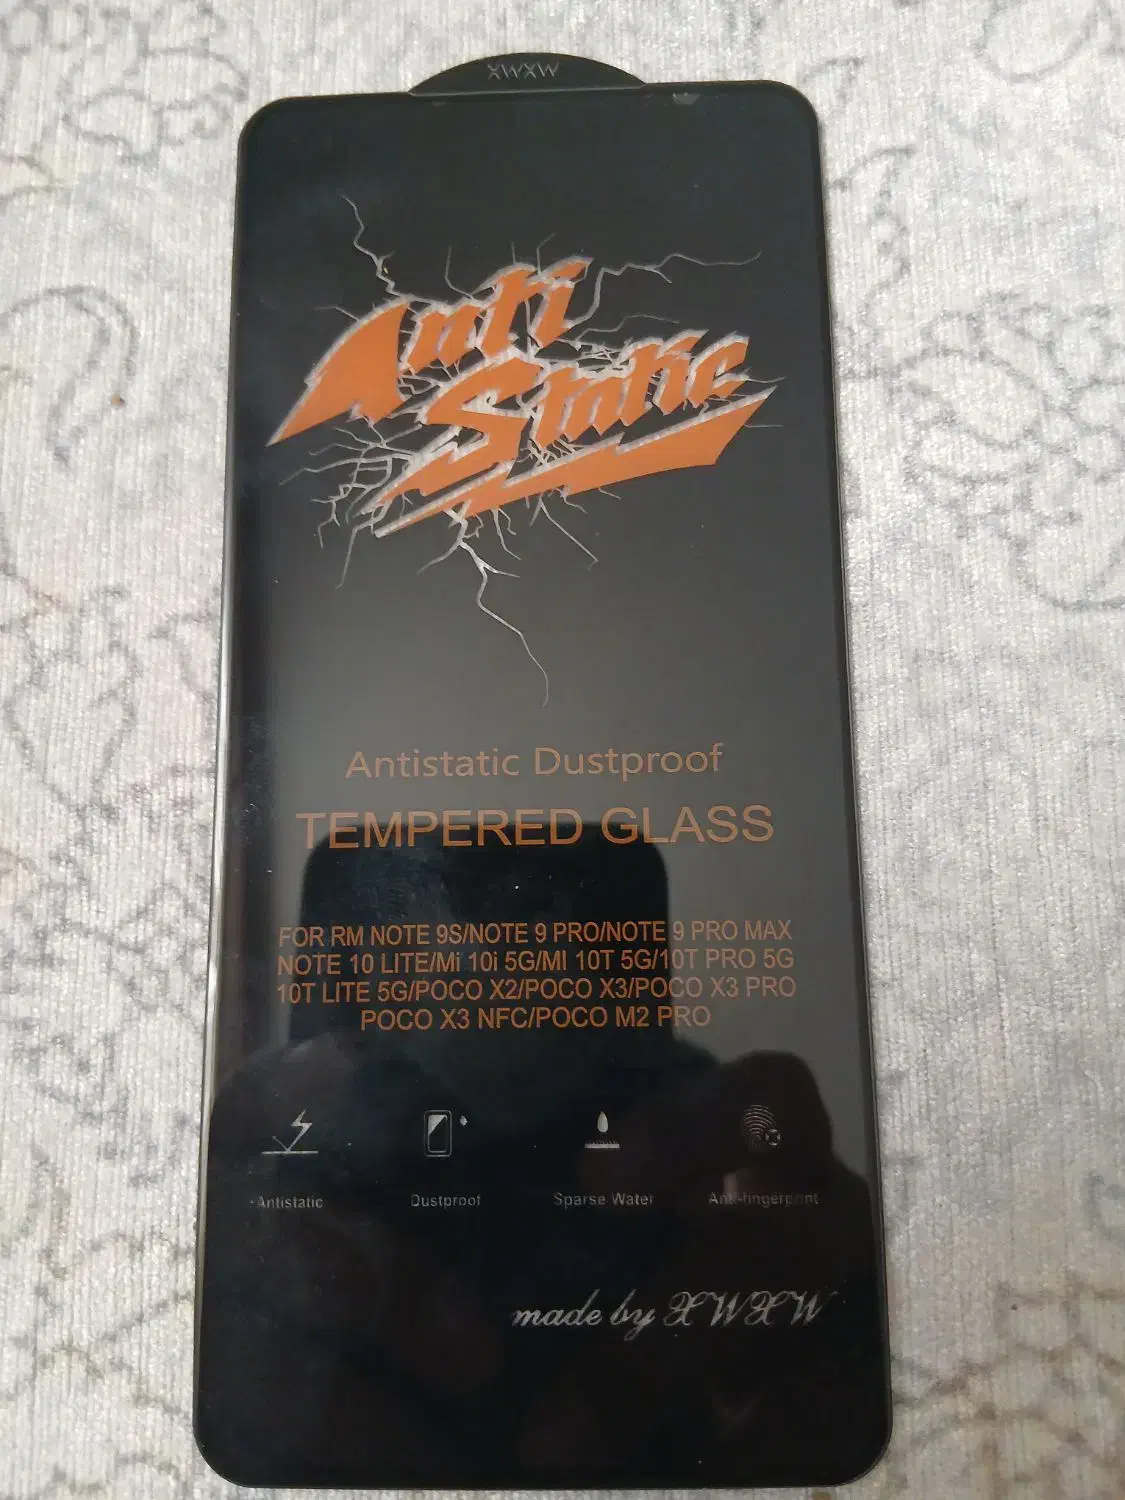 XWXW
Anti
Static
Antistatic Dustproof
TEMPERED GLASS
FOR RM NOTE 9S/NOTE 9 PRO/NOTE 9 PRO MAX
NOTE 10 LITE/Mi 10i 5G/MI 10T 5G/10T PRO 5G
10T LITE 5G/POCO X2/POCO X3/POCO X3 PRO
POCO X3 NFC/POCO M2 PRO
Antistatic Dustproof Sparse Water Anti-fingerprint
made by XWXW